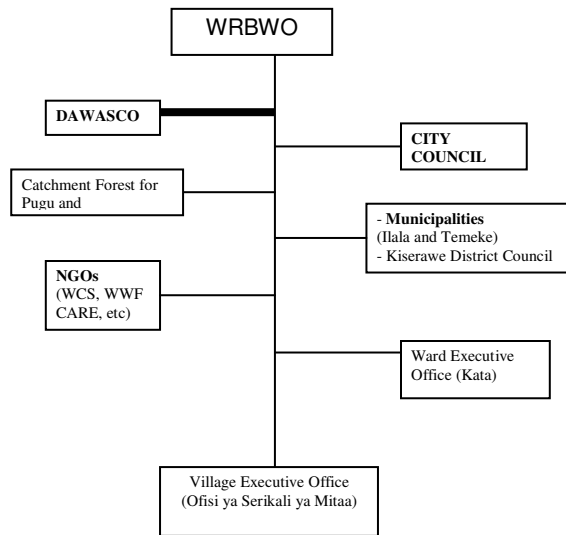 WRBWO
DAWASCO
CITY
COUNCIL
Catchment Forest for
Pugu and
- Municipalities
(Ilala and Temeke)
- Kiserawe District Council
NGOs
(WCS, WWF
CARE, etc)
Ward Executive
Office (Kata)
Village Executive Office
(Ofisi ya Serikali ya Mitaa)